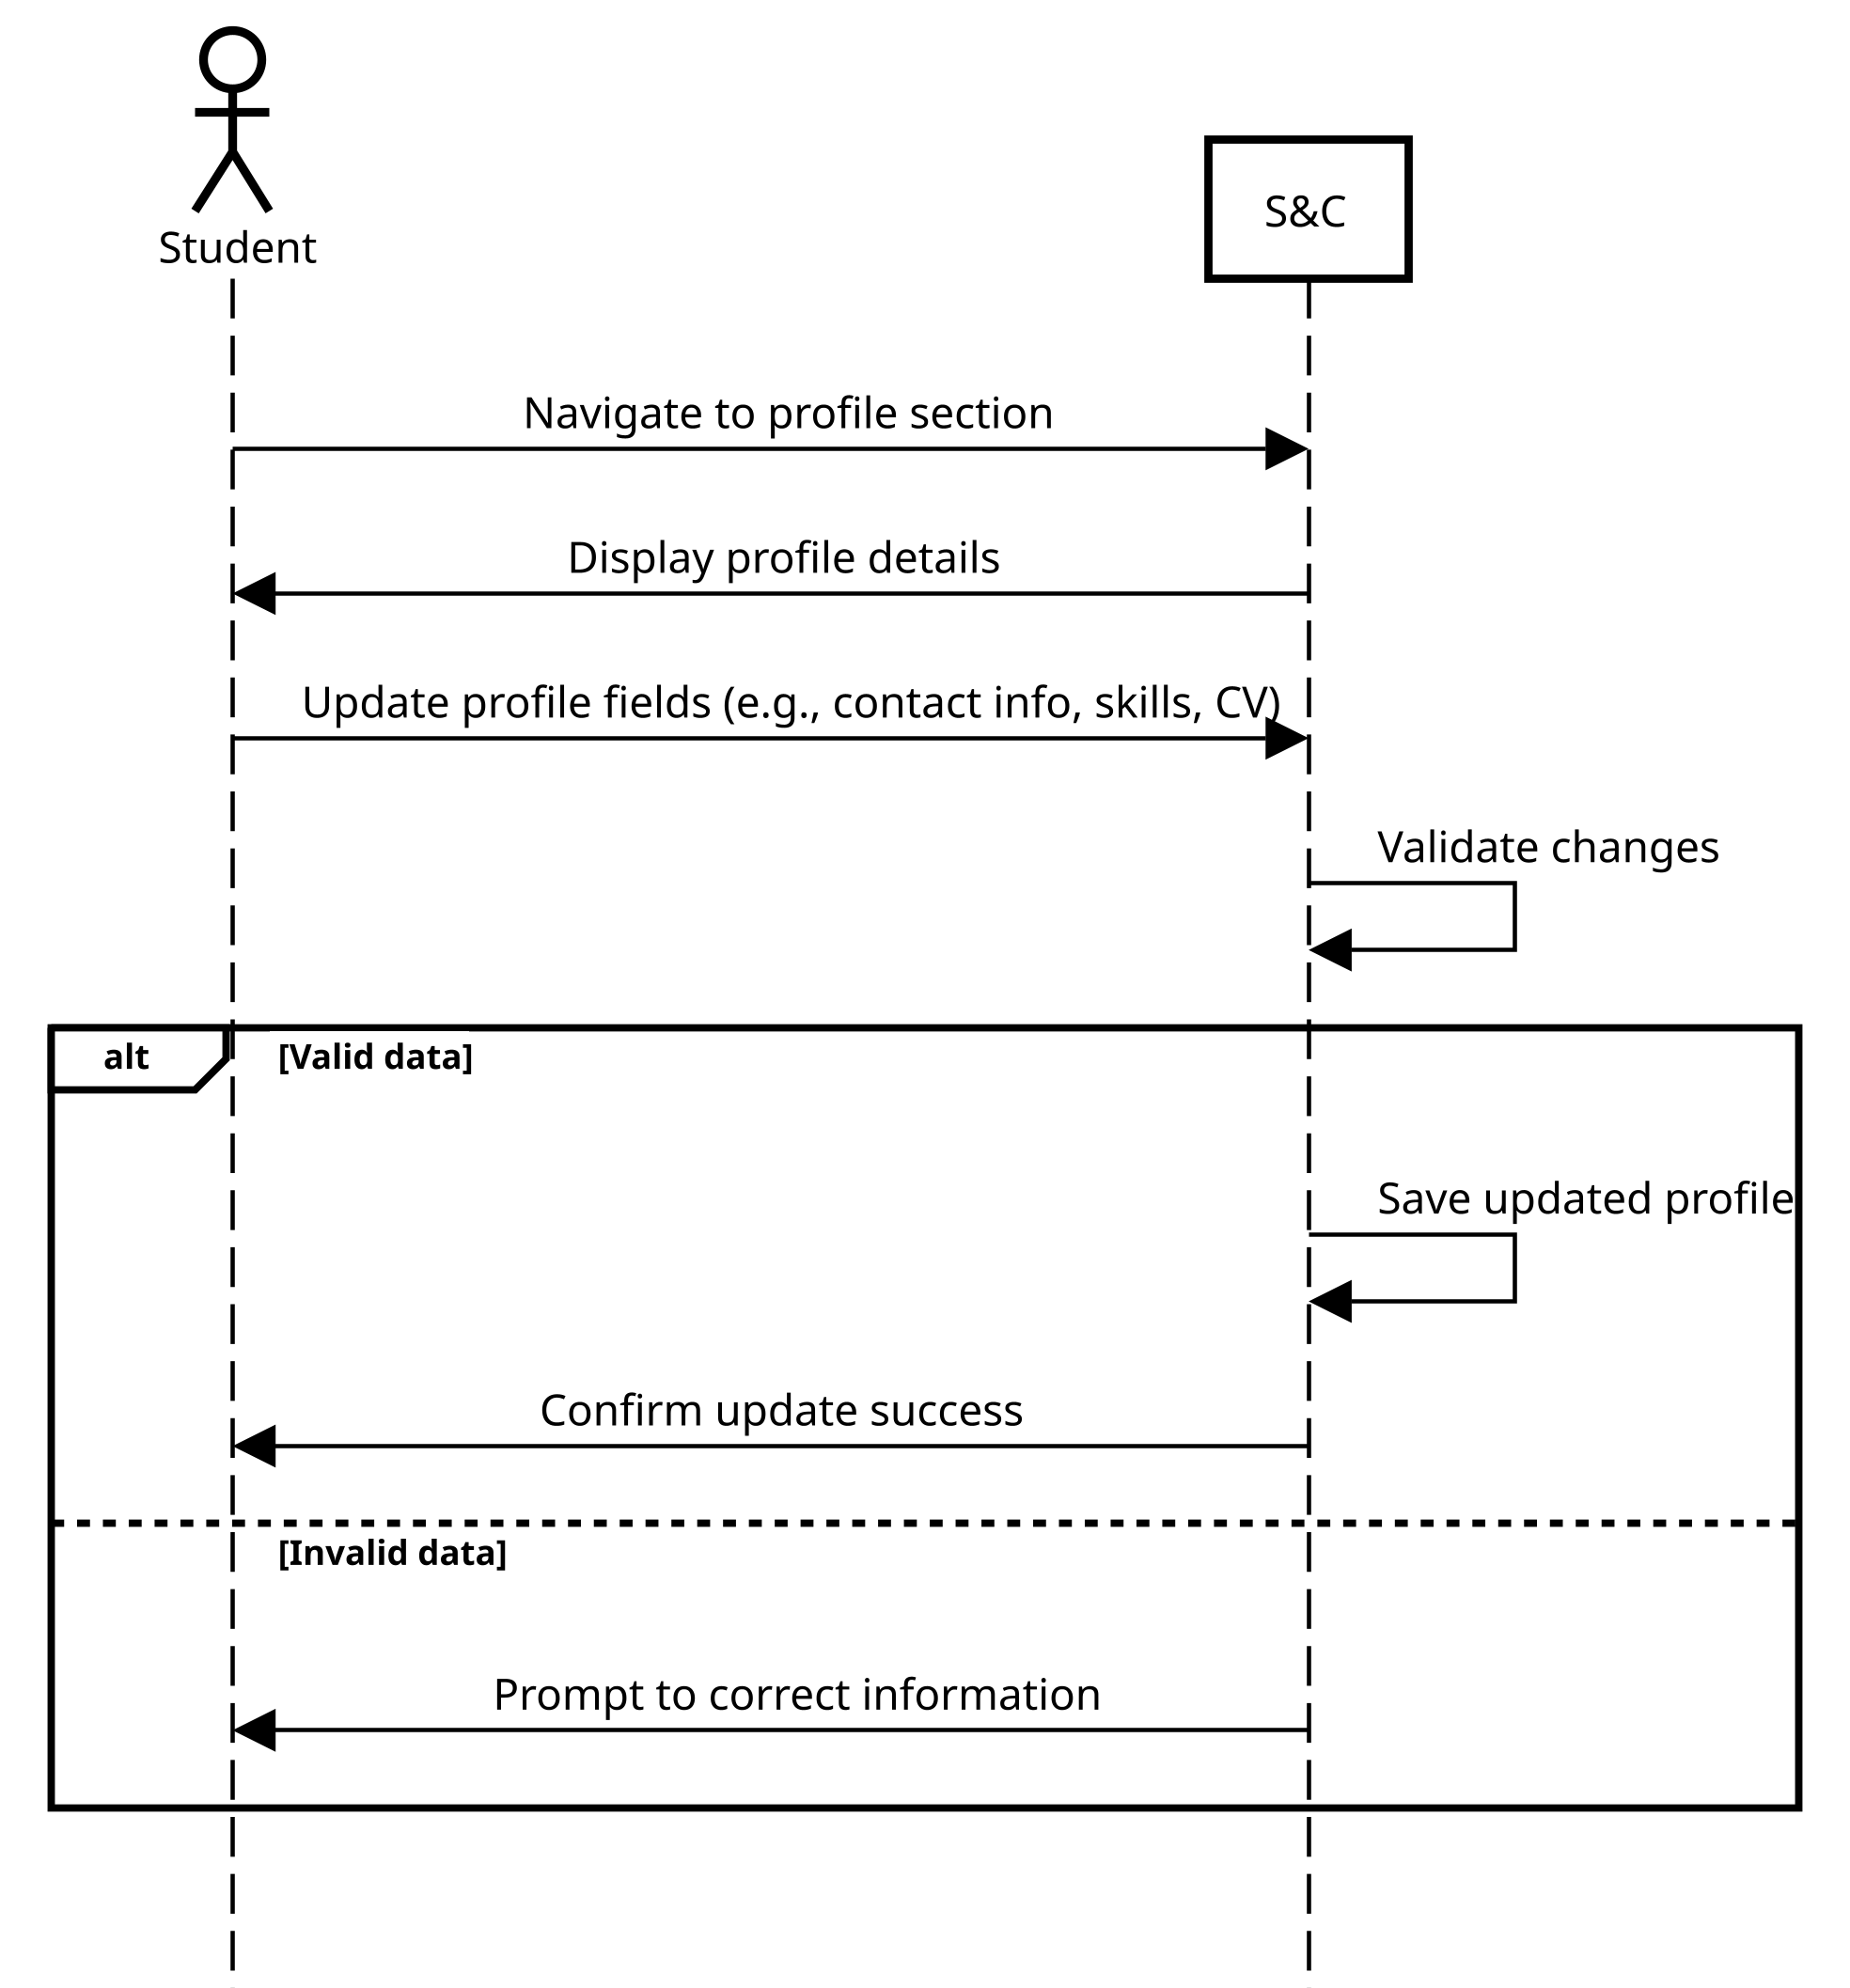 Student
S&C
Navigate to profile section
Display profile details
Update profile fields (e.g., contact info, skills, CV)
Validate changes
alt
[Valid data]
Save updated profile
Confirm update success
[Invalid data]
Prompt to correct information